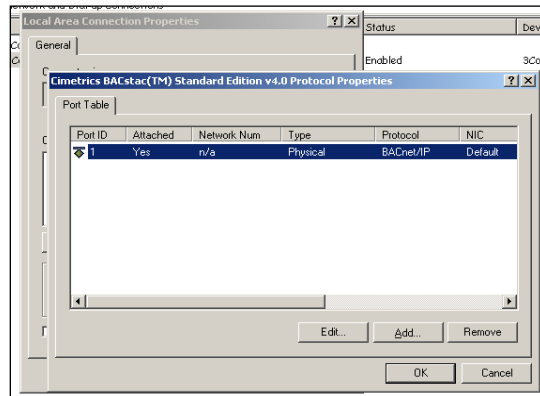 Local Area Connection Properties
Status
Dev
General
Enabled
3Co
Cimetrics BACstac(TM) Standard Edition v4.0 Protocol Properties
Port Table
Port ID Attached Network Num Type Protocol NIC
1 Yes n/a Physical BACnet/IP Default
Edit... Add... Remove
OK Cancel